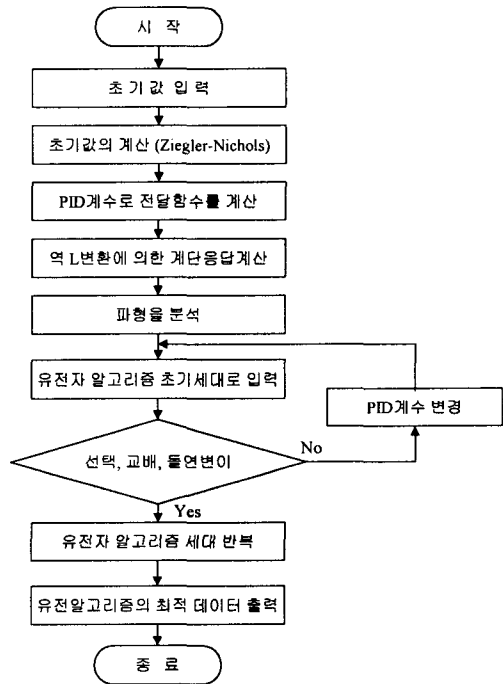 시 작
초 기 값 입 력
초기값의 계산 (Ziegler-Nichols)
PID계수로 전달함수를 계산
역 L변환에 의한 계단응답계산
파형을 분석
유전자 알고리즘 초기세대로 입력
PID계수 변경
선택, 교배, 돌연변이
No
Yes
유전자 알고리즘 세대 반복
유전알고리즘의 최적 데이터 출력
종 료